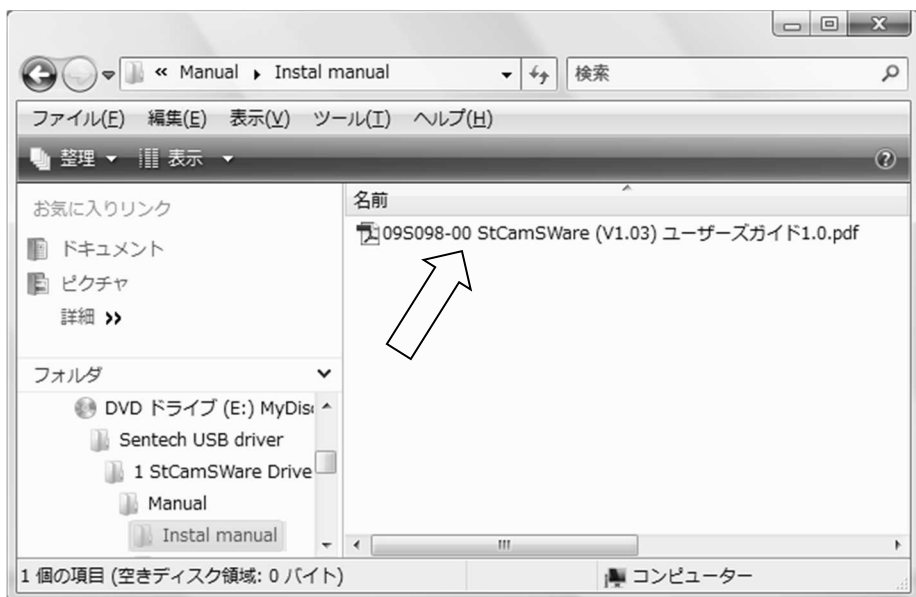 « Manual ▸ Instal manual
検索
ファイル(F) 編集(E) 表示(V) ツール(T) ヘルプ(H)
整理 表示
お気に入りリンク
ドキュメント
ピクチャ
詳細 »
フォルダ
DVD ドライブ (E:) MyDis
Sentech USB driver
1 StCamSWare Drive
Manual
Instal manual
名前
09S098-00 StCamSWare (V1.03) ユーザーズガイド1.0.pdf
1 個の項目 (空きディスク領域: 0 バイト)
コンピューター